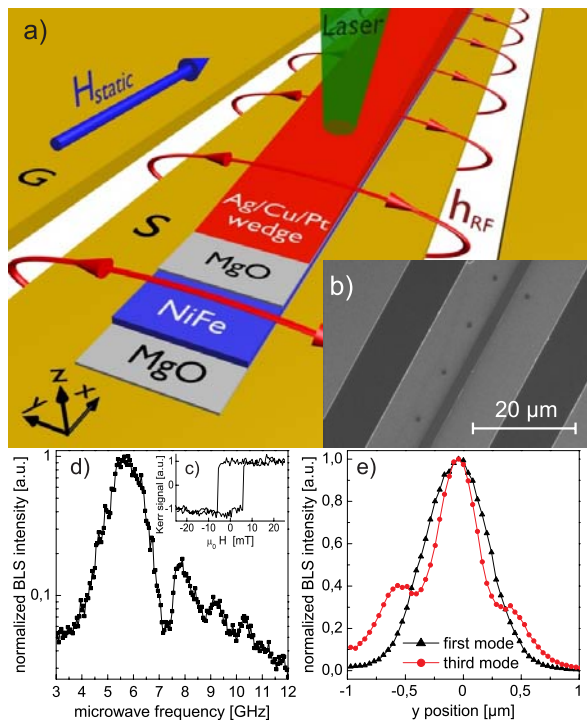 a)
Laser
H static
G
S
Ag/Cu/Pt
wedge
h RF
MgO
NiFe
MgO
z
y
x
b)
20 μm
d)
normalized BLS intensity [a.u.]
1
0,1
3 4 5 6 7 8 9 10 11 12
microwave frequency [GHz]
c)
Kerr signal [a.u.]
1
0
-1
-20 -10 0 10 20
μ0 H [mT]
e)
normalized BLS intensity [a.u.]
1,0
0,8
0,6
0,4
0,2
0,0
first mode
third mode
-1 -0,5 0 0,5 1
y position [μm]